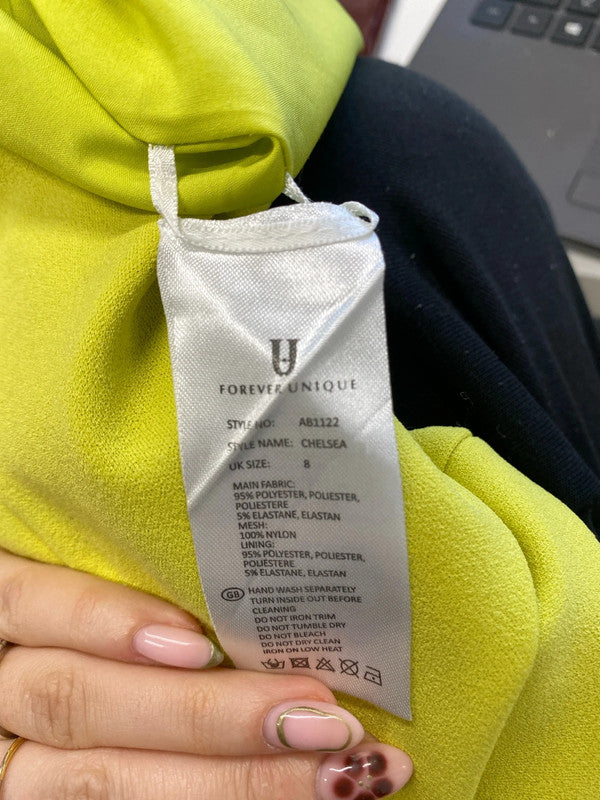 FOREVER UNIQUE
STYLE NO: AB1122
STYLE NAME: CHELSEA
UK SIZE: 8
MAIN FABRIC:
95% POLYESTER, POLIESTER,
POLIESTERE
5% ELASTANE, ELASTAN
MESH:
100% NYLON
LINING:
95% POLYESTER, POLIESTER,
POLIESTERE
5% ELASTANE, ELASTAN
GB HAND WASH SEPARATELY
TURN INSIDE OUT BEFORE
CLEANING
DO NOT IRON TRIM
DO NOT TUMBLE DRY
DO NOT BLEACH
DO NOT DRY CLEAN
IRON ON LOW HEAT